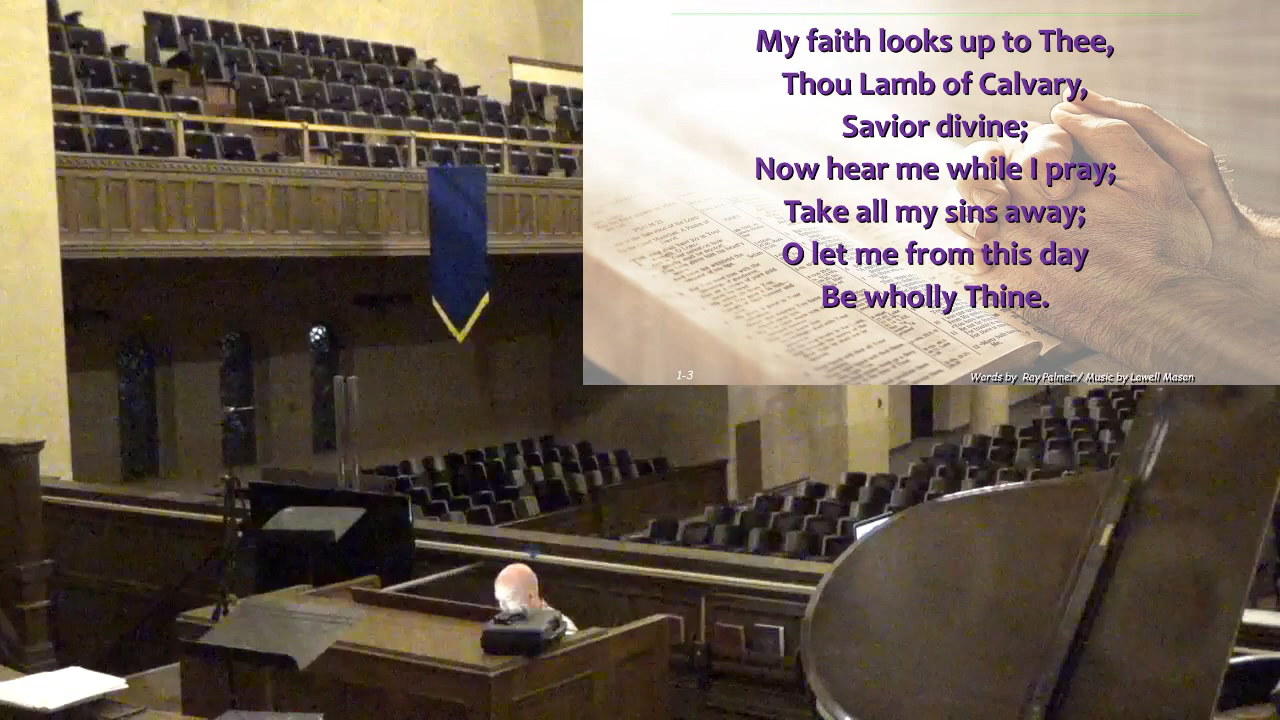 My faith looks up to Thee,
Thou Lamb of Calvary,
Savior divine;
Now hear me while I pray;
Take all my sins away;
O let me from this day
Be wholly Thine.
1-3
Words by Ray Palmer / Music by Lowell Mason